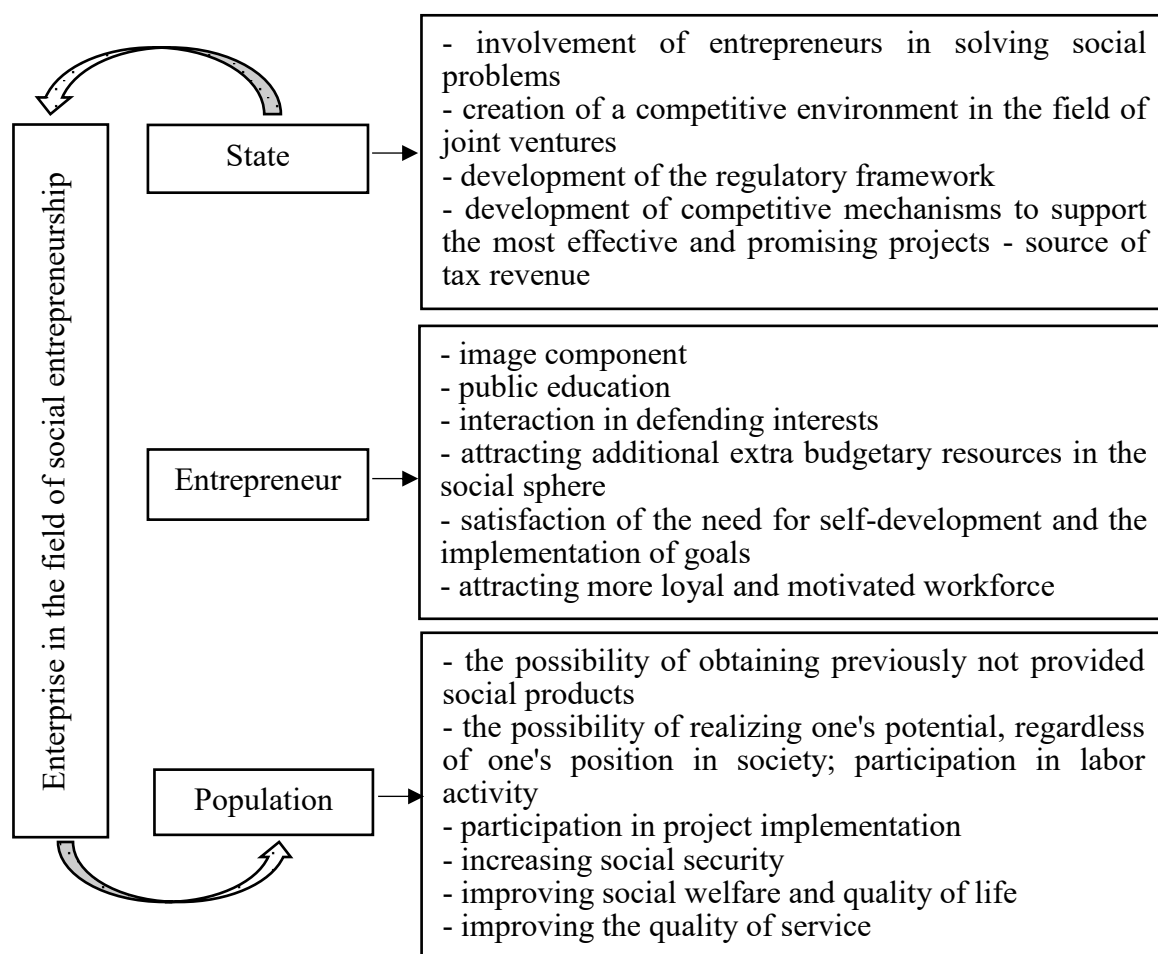 Enterprise in the field of social entrepreneurship
State
- involvement of entrepreneurs in solving social
problems
- creation of a competitive environment in the field of
joint ventures
- development of the regulatory framework
- development of competitive mechanisms to support
the most effective and promising projects - source of
tax revenue
Entrepreneur
- image component
- public education
- interaction in defending interests
- attracting additional extra budgetary resources in the
social sphere
- satisfaction of the need for self-development and the
implementation of goals
- attracting more loyal and motivated workforce
Population
- the possibility of obtaining previously not provided
social products
- the possibility of realizing one's potential, regardless
of one's position in society; participation in labor
activity
- participation in project implementation
- increasing social security
- improving social welfare and quality of life
- improving the quality of service